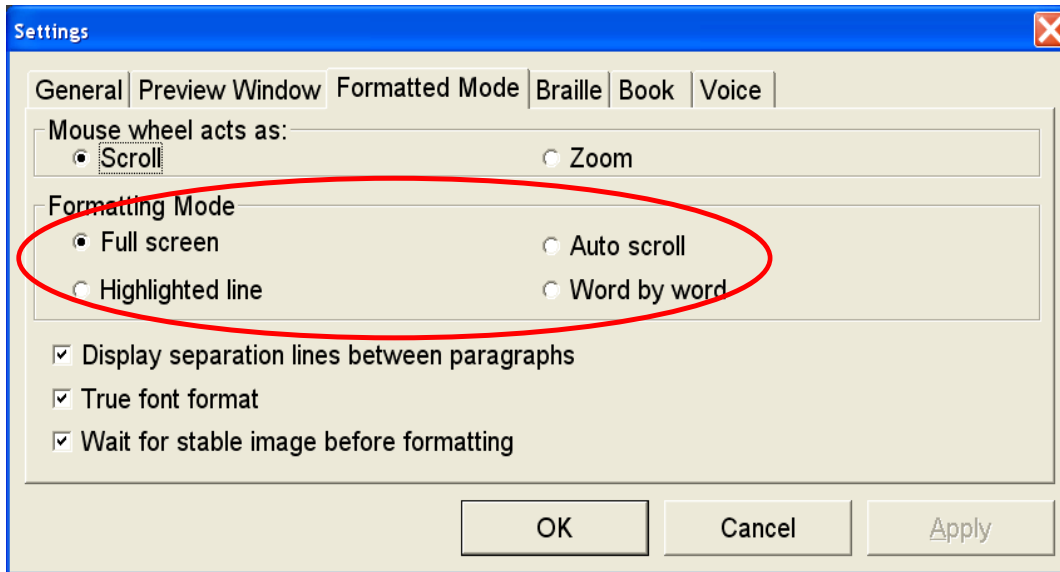 Settings
General Preview Window Formatted Mode Braille Book Voice
Mouse wheel acts as:
Scroll Zoom
Formatting Mode
Full screen Auto scroll
Highlighted line Word by word
Display separation lines between paragraphs
True font format
Wait for stable image before formatting
OK Cancel Apply